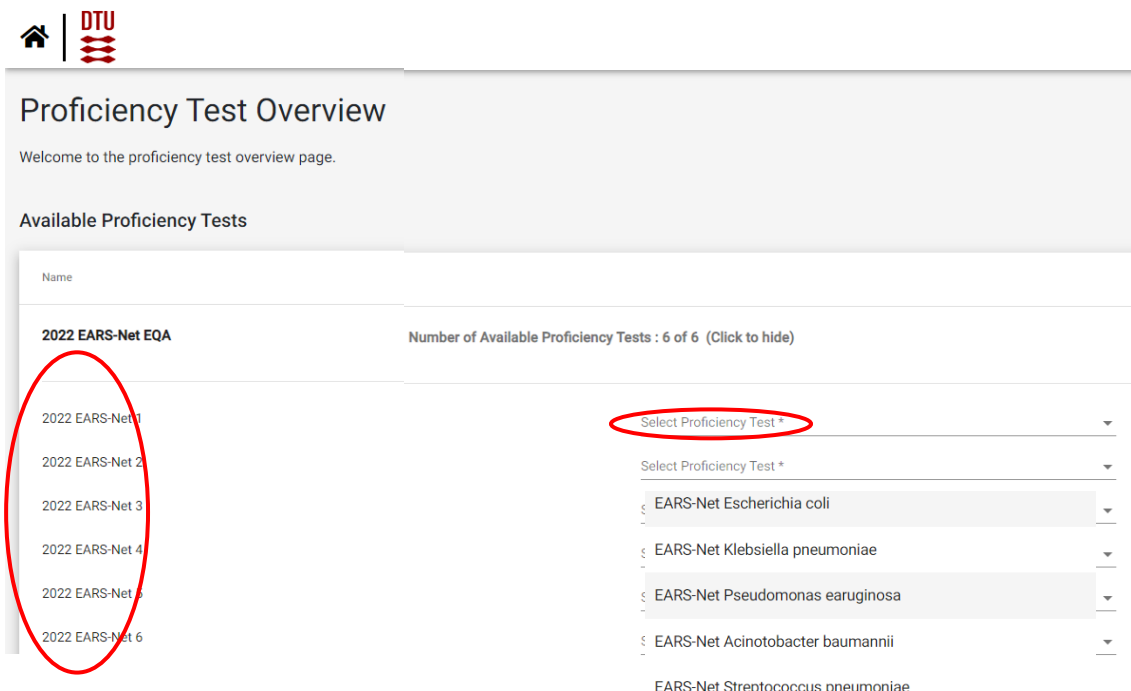 DTU
Proficiency Test Overview
Welcome to the proficiency test overview page.
Available Proficiency Tests
Name
2022 EARS-Net EQA Number of Available Proficiency Tests : 6 of 6 (Click to hide)
2022 EARS-Net 1 Select Proficiency Test *
2022 EARS-Net 2 Select Proficiency Test *
2022 EARS-Net 3 S EARS-Net Escherichia coli
2022 EARS-Net 4 S EARS-Net Klebsiella pneumoniae
2022 EARS-Net 5 S EARS-Net Pseudomonas earuginosa
2022 EARS-Net 6 S EARS-Net Acinotobacter baumannii
EARS-Net Streptococcus pneumoniae